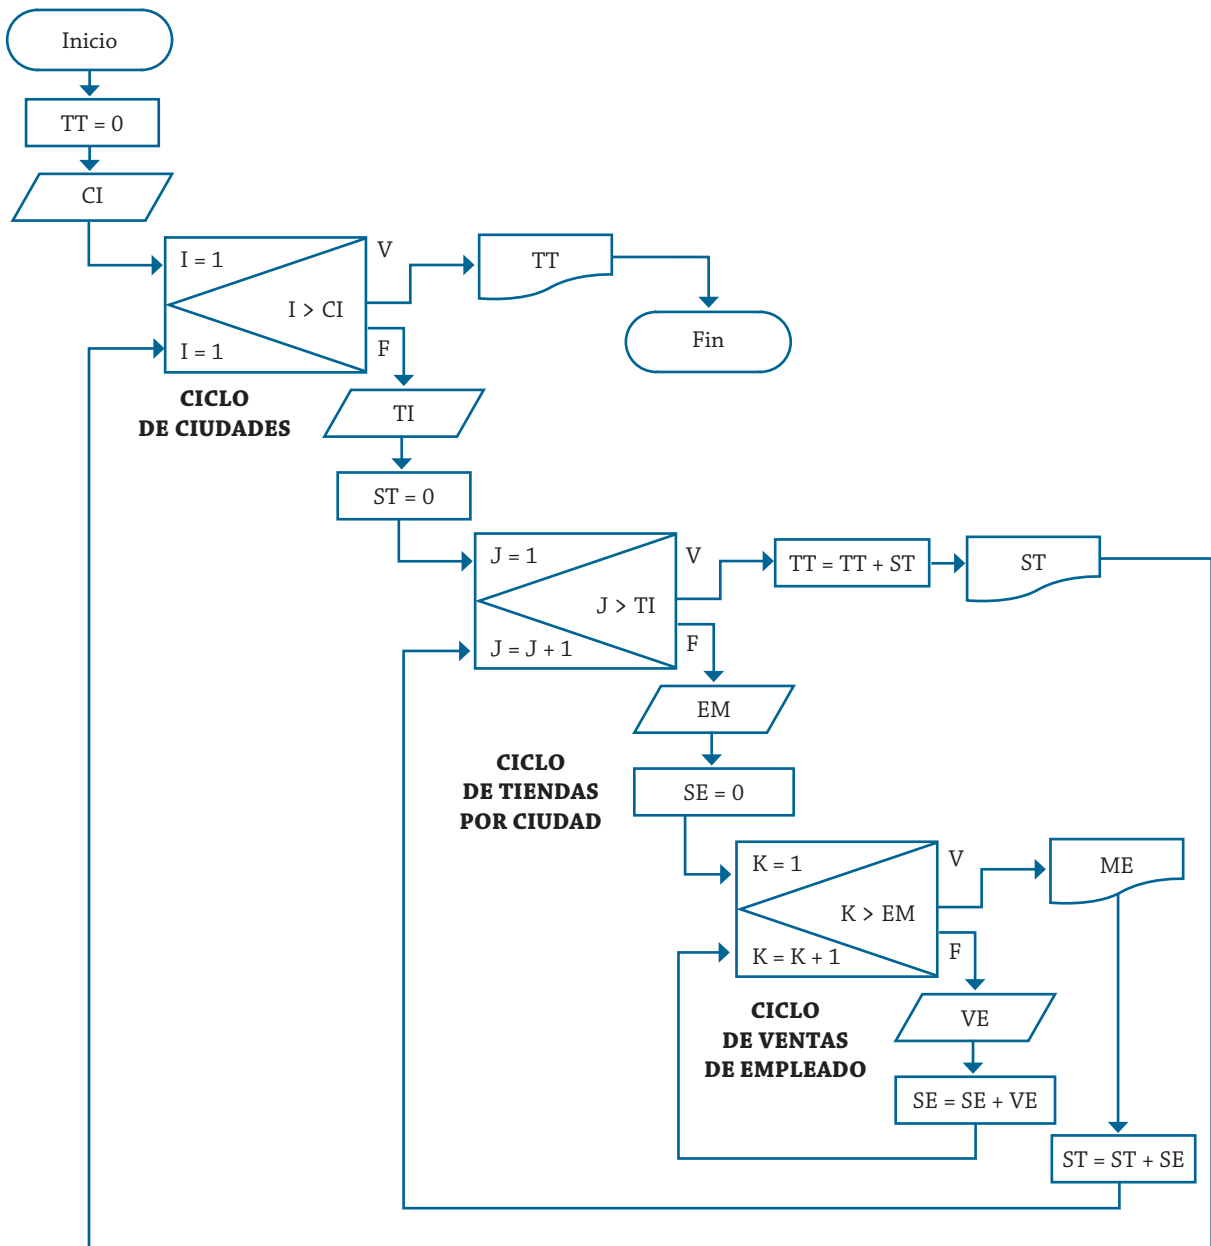 Inicio
TT = 0
CI
I = 1
I > CI
I = 1
V
F
TT
Fin
CICLO
DE CIUDADES
TI
ST = 0
J = 1
J > TI
J = J + 1
V
F
TT = TT + ST
ST
EM
CICLO
DE TIENDAS
POR CIUDAD
SE = 0
K = 1
K > EM
K = K + 1
V
F
ME
CICLO
DE VENTAS
DE EMPLEADO
VE
SE = SE + VE
ST = ST + SE